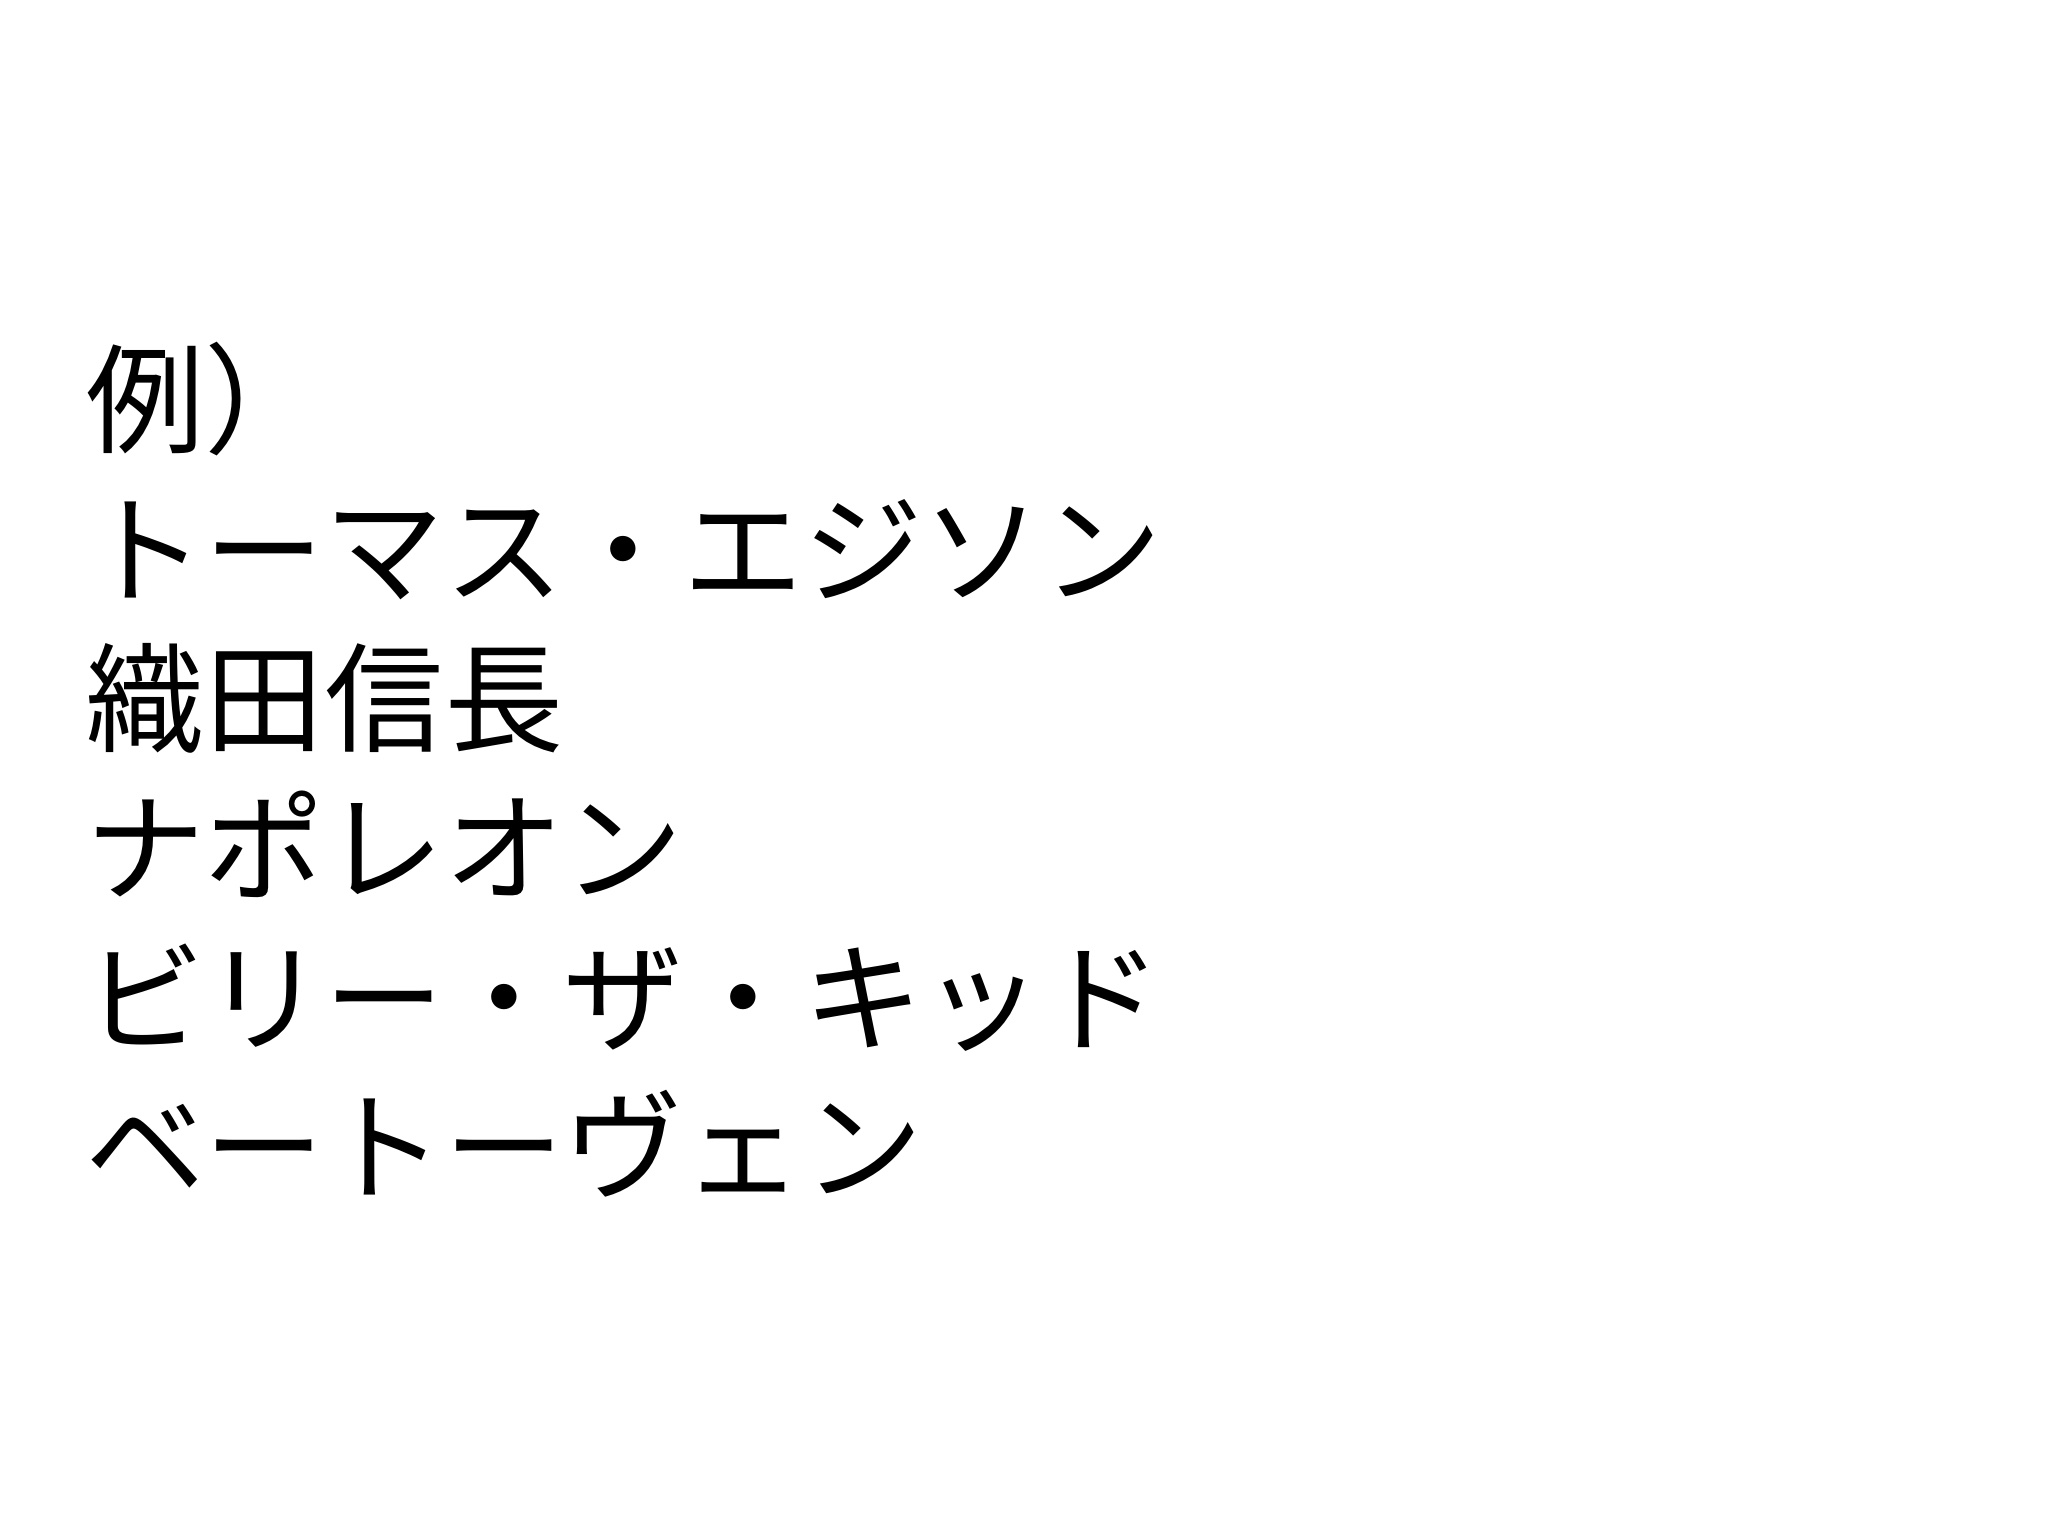 例）
トーマス・エジソン
織田信長
ナポレオン
ビリー・ザ・キッド
ベートーヴェン